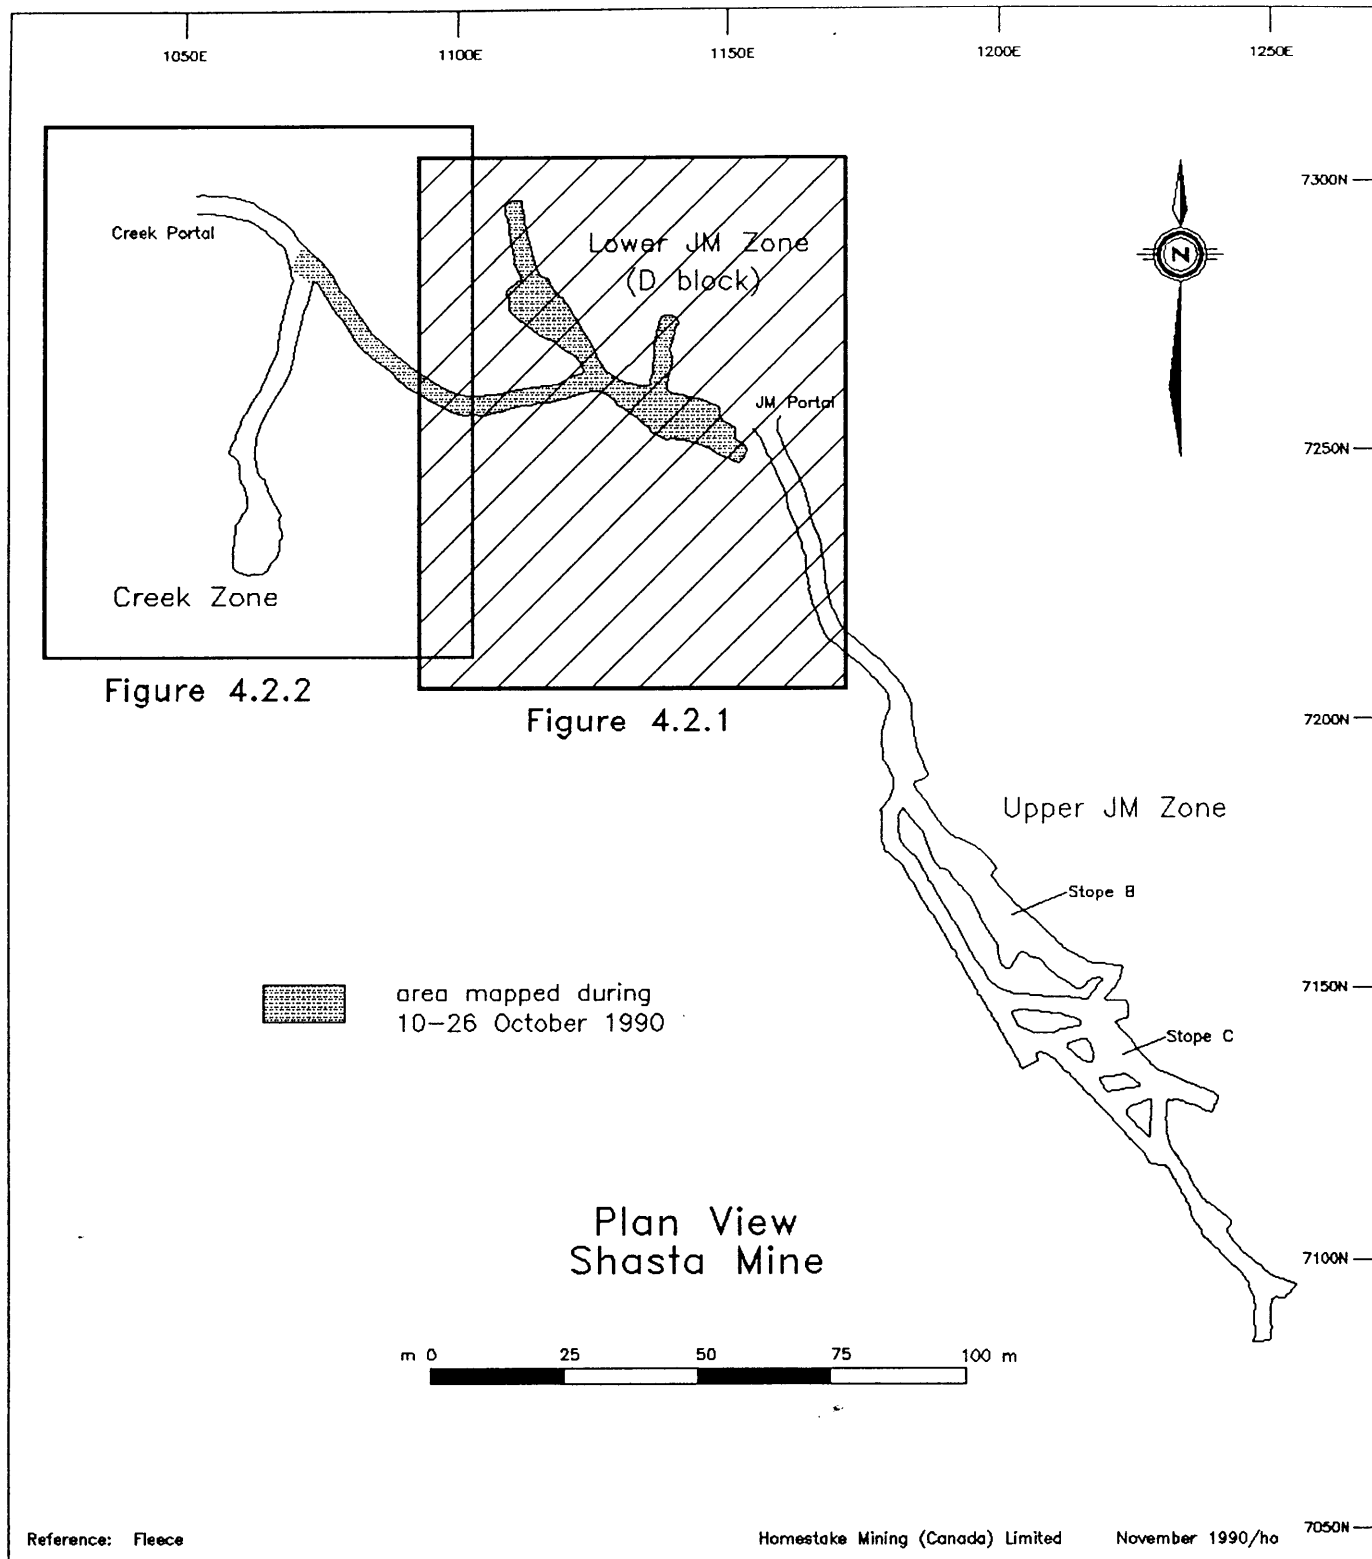 1050E 1100E 1150E 1200E 1250E
7300N
Creek Portal
Lower JM Zone
(D block)
N
JM Portal
7250N
Creek Zone
Figure 4.2.2
Figure 4.2.1
7200N
Upper JM Zone
Stope B
7150N
area mapped during
10-26 October 1990
Stope C
Plan View
Shasta Mine
7100N
m 0 25 50 75 100 m
Reference: Fleece
Homestake Mining (Canada) Limited November 1990/ho
7050N